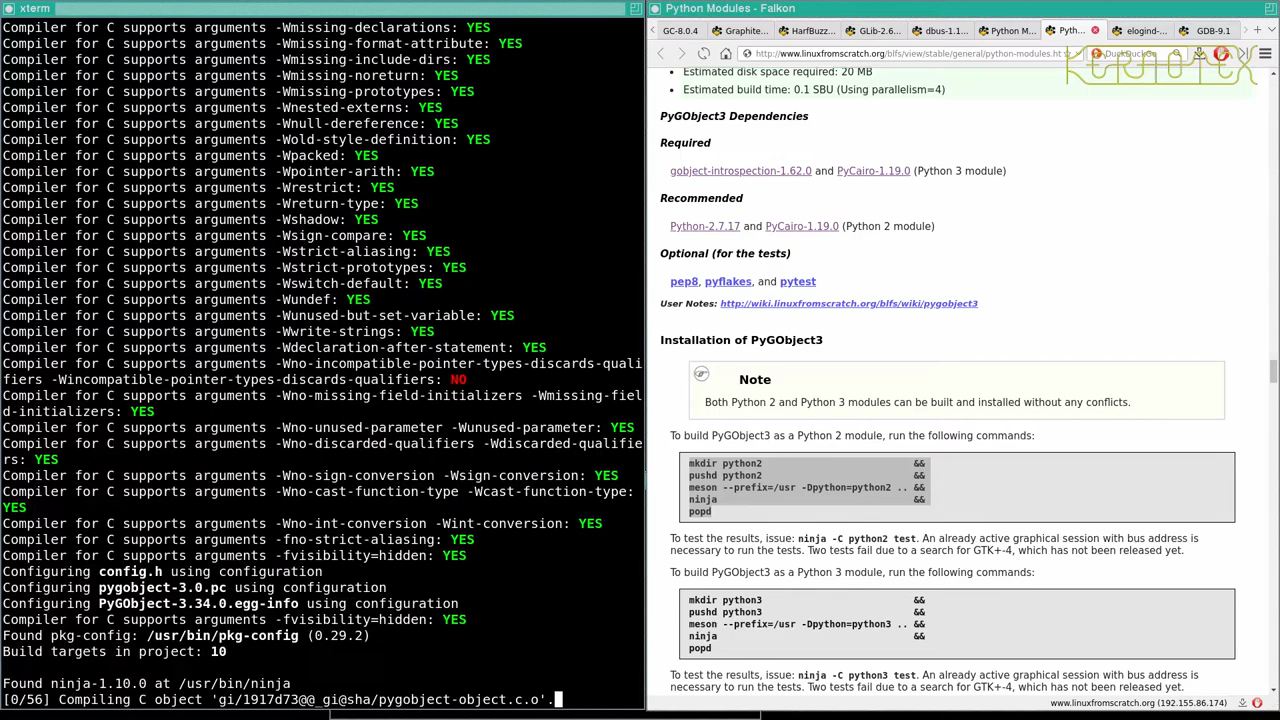 xterm
Compiler for C supports arguments -Wmissing-declarations: YES
Compiler for C supports arguments -Wmissing-format-attribute: YES
Compiler for C supports arguments -Wmissing-include-dirs: YES
Compiler for C supports arguments -Wmissing-noreturn: YES
Compiler for C supports arguments -Wmissing-prototypes: YES
Compiler for C supports arguments -Wnested-externs: YES
Compiler for C supports arguments -Wnull-dereference: YES
Compiler for C supports arguments -Wold-style-definition: YES
Compiler for C supports arguments -Wpacked: YES
Compiler for C supports arguments -Wpointer-arith: YES
Compiler for C supports arguments -Wrestrict: YES
Compiler for C supports arguments -Wreturn-type: YES
Compiler for C supports arguments -Wshadow: YES
Compiler for C supports arguments -Wsign-compare: YES
Compiler for C supports arguments -Wstrict-aliasing: YES
Compiler for C supports arguments -Wstrict-prototypes: YES
Compiler for C supports arguments -Wswitch-default: YES
Compiler for C supports arguments -Wundef: YES
Compiler for C supports arguments -Wunused-but-set-variable: YES
Compiler for C supports arguments -Wwrite-strings: YES
Compiler for C supports arguments -Wdeclaration-after-statement: YES
Compiler for C supports arguments -Wno-incompatible-pointer-types-discards-quali
fiers -Wincompatible-pointer-types-discards-qualifiers: NO
Compiler for C supports arguments -Wno-missing-field-initializers -Wmissing-fiel
d-initializers: YES
Compiler for C supports arguments -Wno-unused-parameter -Wunused-parameter: YES
Compiler for C supports arguments -Wno-discarded-qualifiers -Wdiscarded-qualifie
rs: YES
Compiler for C supports arguments -Wno-sign-conversion -Wsign-conversion: YES
Compiler for C supports arguments -Wno-cast-function-type -Wcast-function-type:
YES
Compiler for C supports arguments -Wno-int-conversion -Wint-conversion: YES
Compiler for C supports arguments -fno-strict-aliasing: YES
Compiler for C supports arguments -fvisibility=hidden: YES
Configuring config.h using configuration
Configuring pygobject-3.0.pc using configuration
Configuring PyGObject-3.34.0.egg-info using configuration
Compiler for C supports arguments -fvisibility=hidden: YES
Found pkg-config: /usr/bin/pkg-config (0.29.2)
Build targets in project: 10
Found ninja-1.10.0 at /usr/bin/ninja
[0/56] Compiling C object 'gi/1917d73@@_gi@sha/pygobject-object.c.o'.
Python Modules - Falkon
GC-8.0.4 Graphite... HarfBuzz... GLib-2.6... dbus-1.1... Python M... Pyth... elogind-... GDB-9.1
http://www.linuxfromscratch.org/blfs/view/stable/general/python-modules.ht DuckDuckGo
KERNOTEX
Estimated disk space required: 20 MB
Estimated build time: 0.1 SBU (Using parallelism=4)
PyGObject3 Dependencies
Required
gobject-introspection-1.62.0 and PyCairo-1.19.0 (Python 3 module)
Recommended
Python-2.7.17 and PyCairo-1.19.0 (Python 2 module)
Optional (for the tests)
pep8, pyflakes, and pytest
User Notes: http://wiki.linuxfromscratch.org/blfs/wiki/pygobject3
Installation of PyGObject3
Note
Both Python 2 and Python 3 modules can be built and installed without any conflicts.
To build PyGObject3 as a Python 2 module, run the following commands:
mkdir python2 &&
pushd python2 &&
meson --prefix=/usr -Dpython=python2 .. &&
ninja &&
popd
To test the results, issue: ninja -C python2 test. An already active graphical session with bus address is
necessary to run the tests. Two tests fail due to a search for GTK+-4, which has not been released yet.
To build PyGObject3 as a Python 3 module, run the following commands:
mkdir python3 &&
pushd python3 &&
meson --prefix=/usr -Dpython=python3 .. &&
ninja &&
popd
To test the results, issue: ninja -C python3 test. An already active graphical session with bus address is
necessary to run the tests. Two tests fail due to a search for GTK+-4, which has not been released yet.
www.linuxfromscratch.org (192.155.86.174)